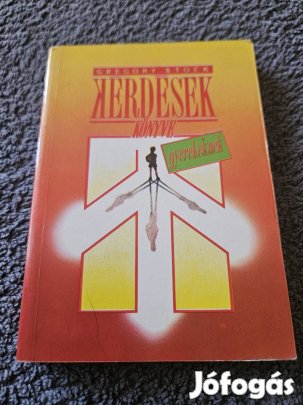 GREGORY STOCK
KÉRDÉSEK
KÖNYVE
gyerekeknek
Jófogás